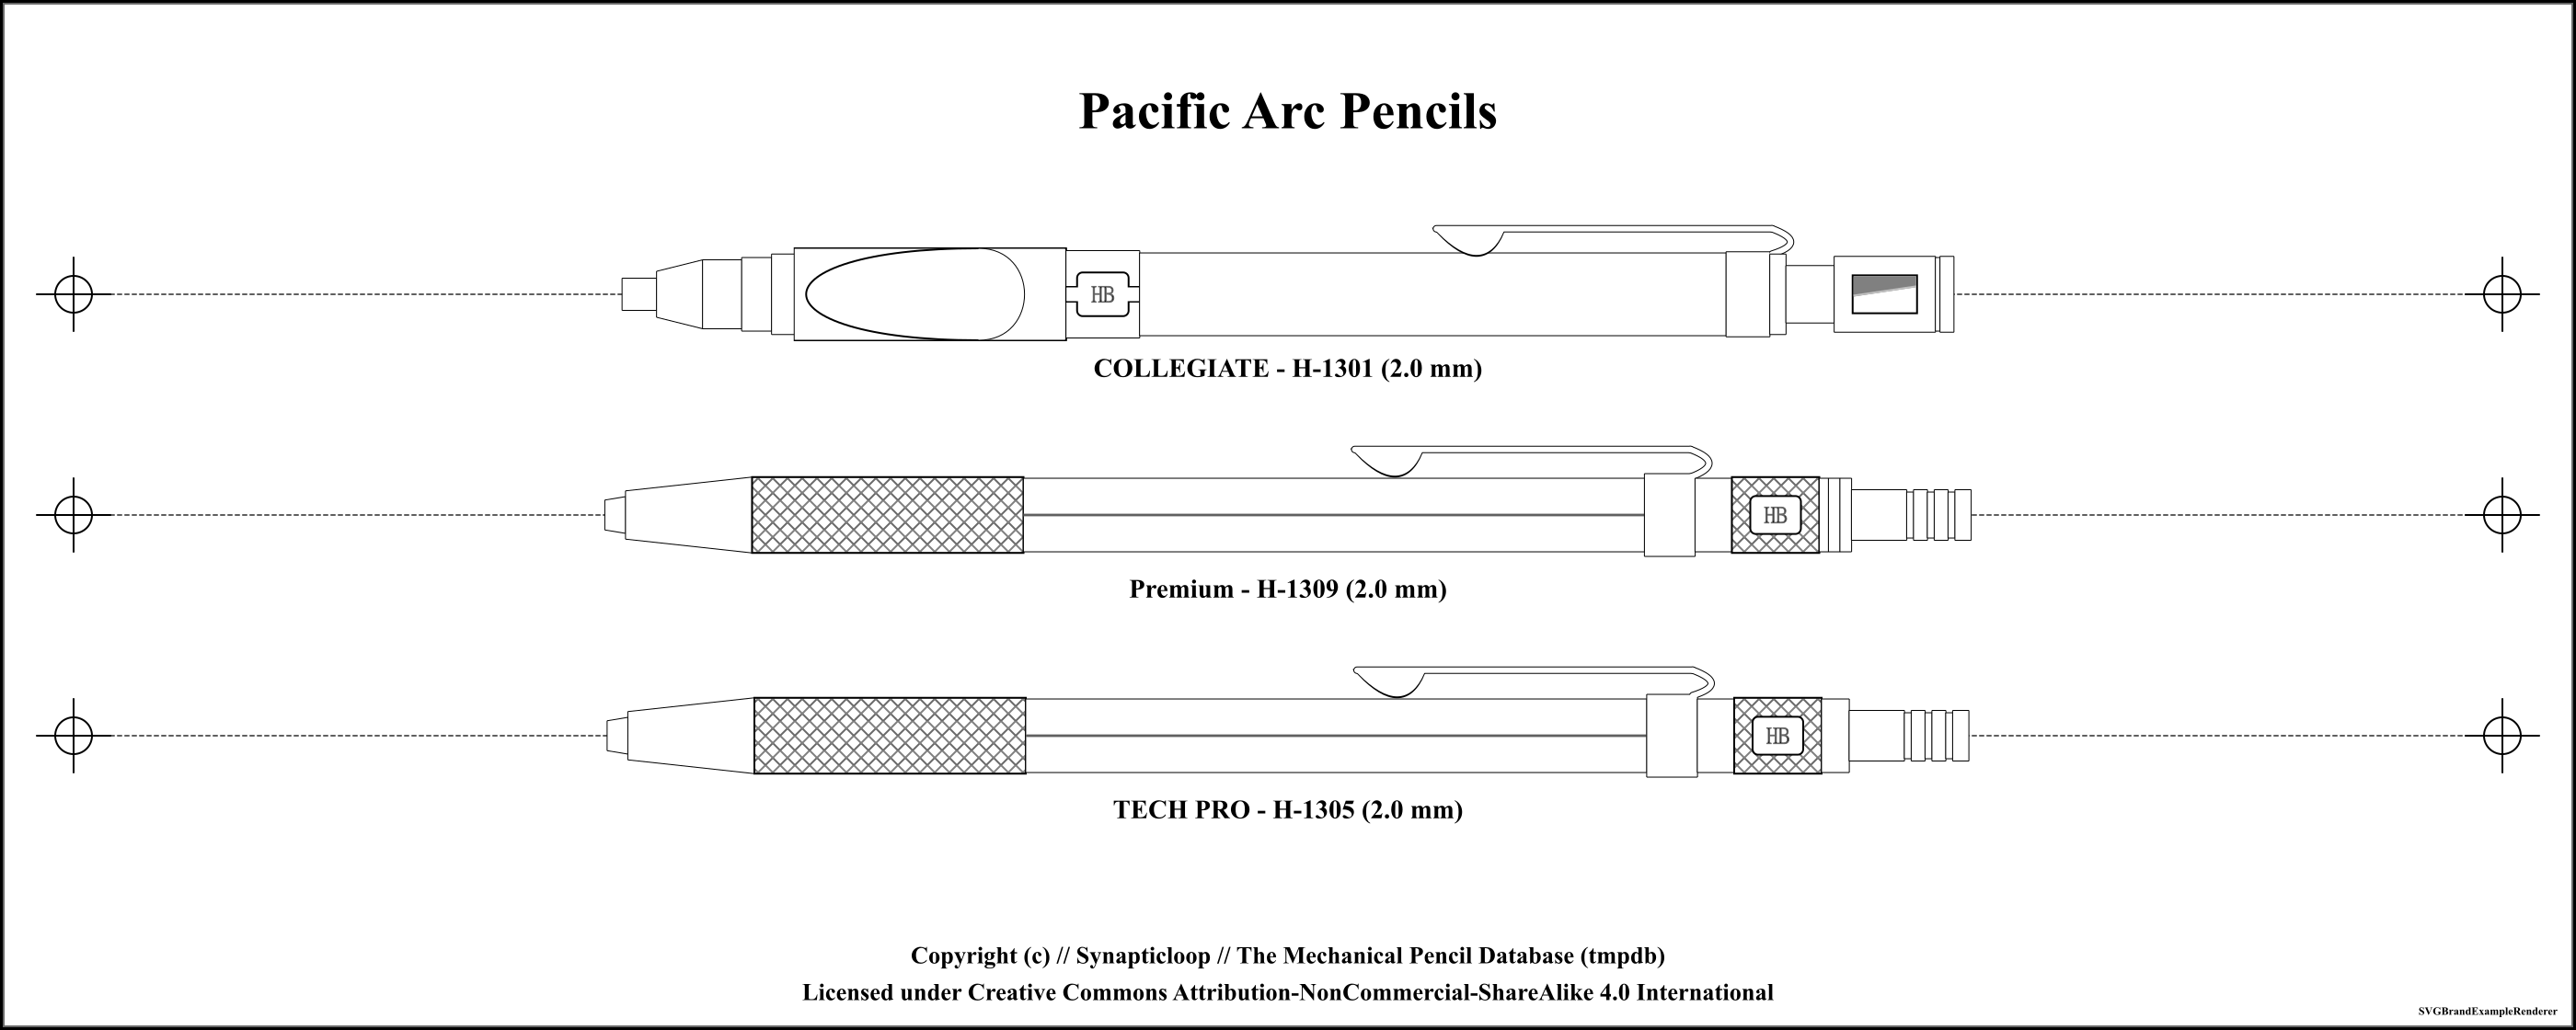 Pacific Arc Pencils
HB
COLLEGIATE - H-1301 (2.0 mm)
HB
Premium - H-1309 (2.0 mm)
HB
TECH PRO - H-1305 (2.0 mm)
Copyright (c) // Synapticloop // The Mechanical Pencil Database (tmpdb)
Licensed under Creative Commons Attribution-NonCommercial-ShareAlike 4.0 International
SVGBrandExampleRenderer